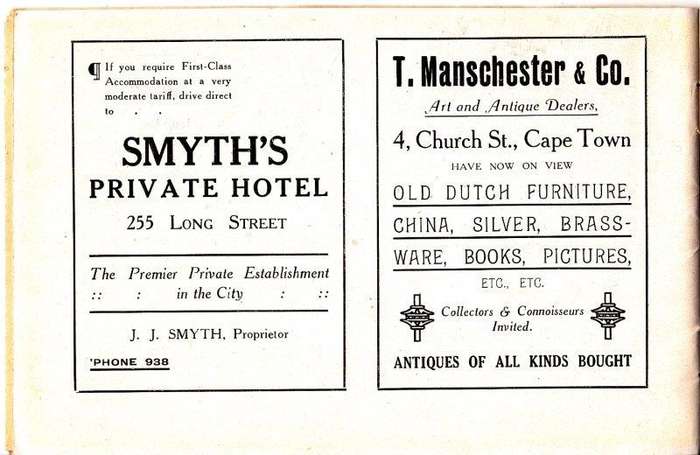 ¶ If you require First-Class
Accommodation at a very
moderate tariff, drive direct
to . .
SMYTH'S
PRIVATE HOTEL
255 LONG STREET
The Premier Private Establishment
:: : in the City : ::
J. J. SMYTH, Proprietor
'PHONE 938
T. Manschester & Co.
Art and Antique Dealers,
4, Church St., Cape Town
HAVE NOW ON VIEW
OLD DUTCH FURNITURE,
CHINA, SILVER, BRASS-
WARE, BOOKS, PICTURES,
ETC., ETC.
Collectors & Connoisseurs
Invited.
ANTIQUES OF ALL KINDS BOUGHT